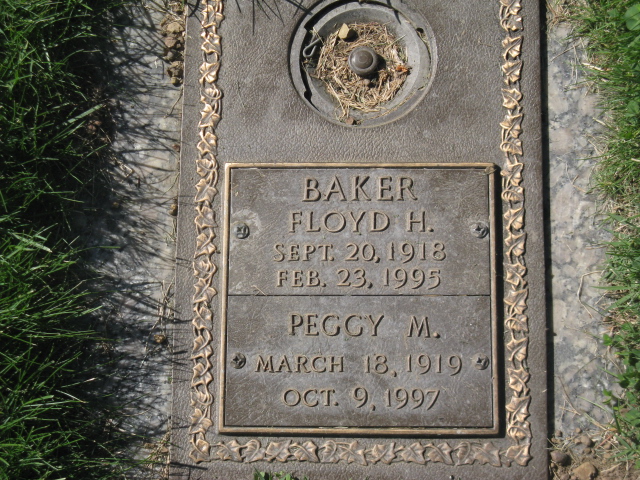 BAKER
FLOYD H.
SEPT. 20, 1918
FEB. 23, 1995
PEGGY M.
MARCH 18, 1919
OCT. 9, 1997